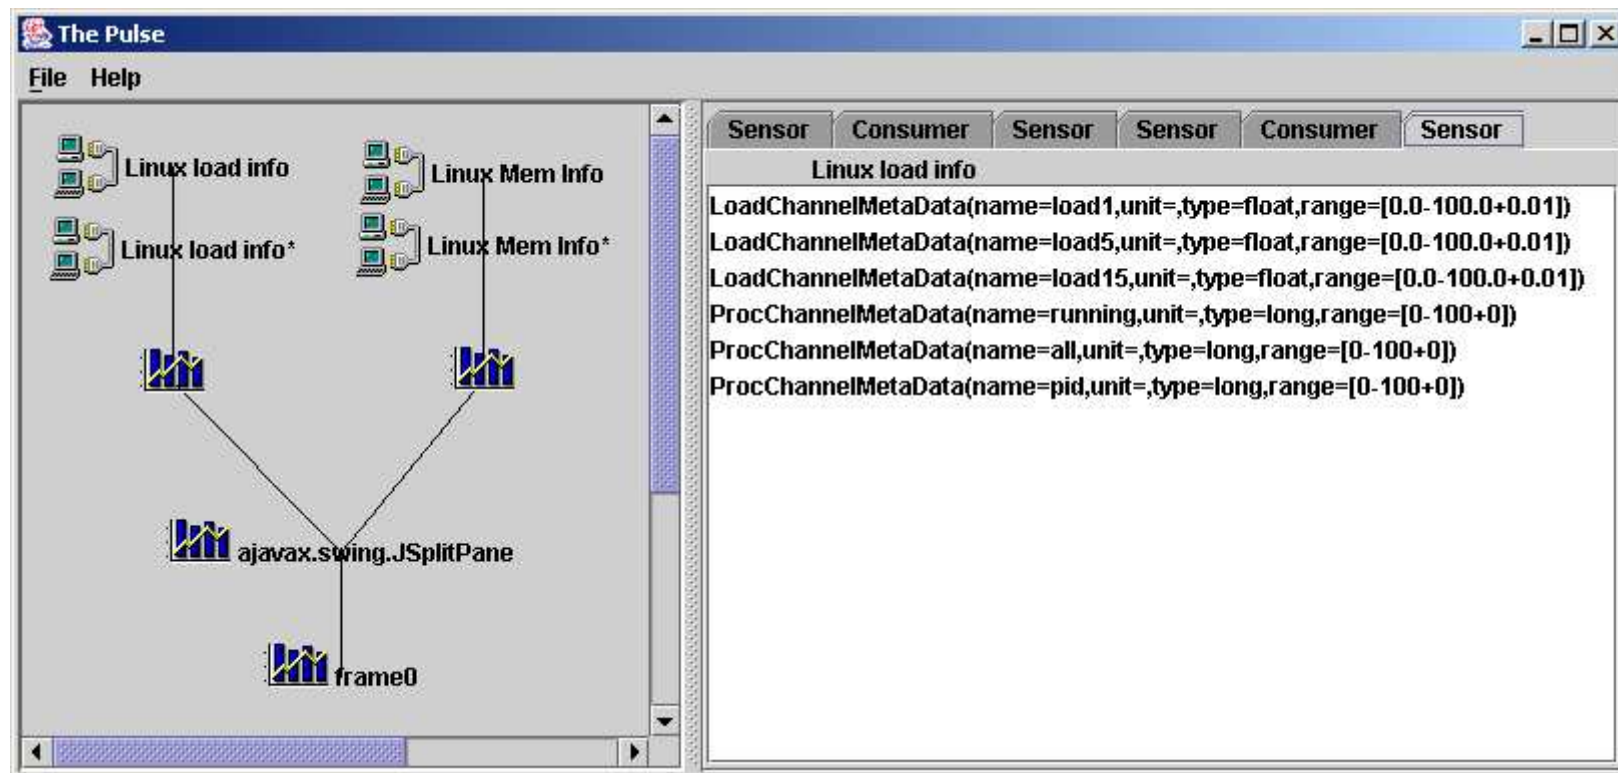 The Pulse
File Help
Linux load info
Linux Mem Info
Linux load info*
Linux Mem Info*
ajavax.swing.JSplitPane
frame0
Sensor Consumer Sensor Sensor Consumer Sensor
Linux load info
LoadChannelMetaData(name=load1,unit=,type=float,range=[0.0-100.0+0.01])
LoadChannelMetaData(name=load5,unit=,type=float,range=[0.0-100.0+0.01])
LoadChannelMetaData(name=load15,unit=,type=float,range=[0.0-100.0+0.01])
ProcChannelMetaData(name=running,unit=,type=long,range=[0-100+0])
ProcChannelMetaData(name=all,unit=,type=long,range=[0-100+0])
ProcChannelMetaData(name=pid,unit=,type=long,range=[0-100+0])